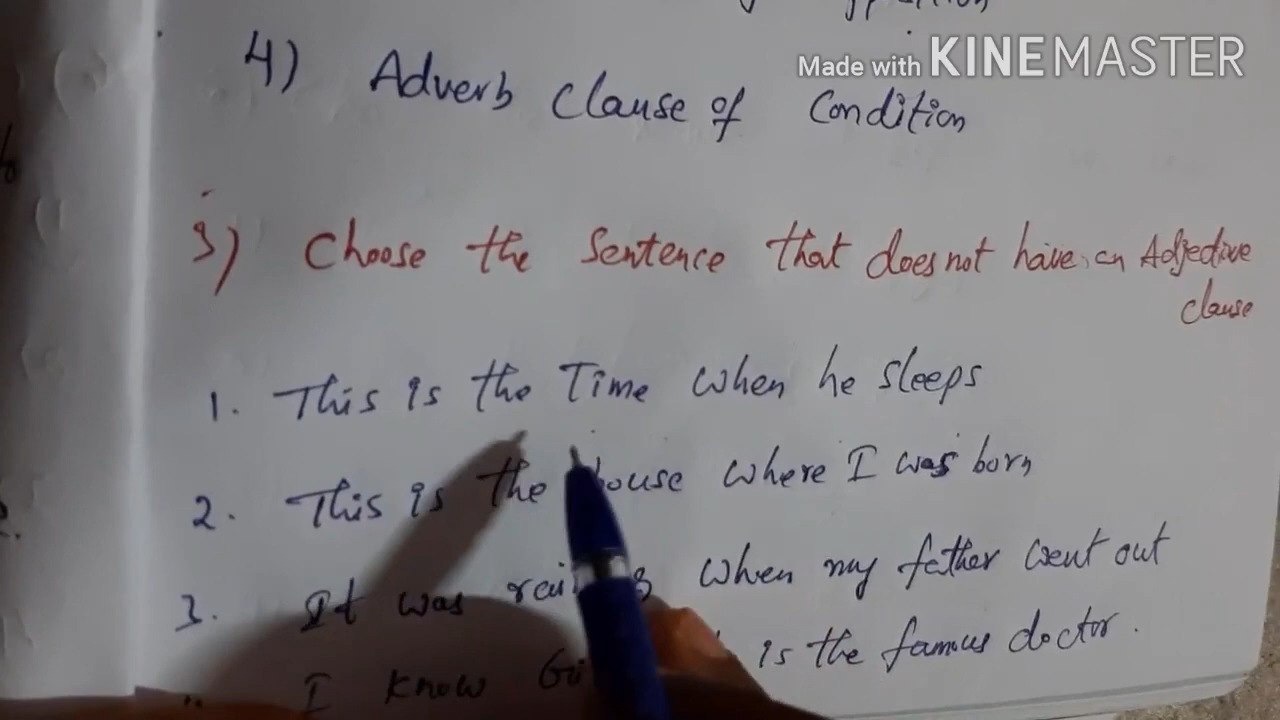 Made with KINEMASTER
4) Adverb Clause of Condition
3) Choose the Sentence that does not have an Adjective
clause
1. This is the Time when he sleeps
2. This is the house where I was born
3. It was when my father went out
I know is the famous doctor.